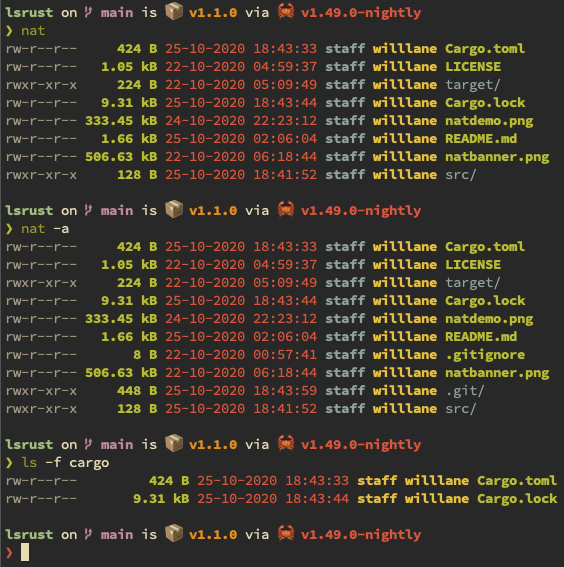 lsrust on main is 📦 v1.1.0 via 🦀 v1.49.0-nightly
❯ nat
rw-r--r-- 424 B 25-10-2020 18:43:33 staff willlane Cargo.toml
rw-r--r-- 1.05 kB 22-10-2020 04:59:37 staff willlane LICENSE
rwxr-xr-x 224 B 22-10-2020 05:09:49 staff willlane target/
rw-r--r-- 9.31 kB 25-10-2020 18:43:44 staff willlane Cargo.lock
rw-r--r-- 333.45 kB 24-10-2020 22:23:12 staff willlane natdemo.png
rw-r--r-- 1.66 kB 25-10-2020 02:06:04 staff willlane README.md
rw-r--r-- 506.63 kB 22-10-2020 06:18:44 staff willlane natbanner.png
rwxr-xr-x 128 B 25-10-2020 18:41:52 staff willlane src/
lsrust on main is 📦 v1.1.0 via 🦀 v1.49.0-nightly
❯ nat -a
rw-r--r-- 424 B 25-10-2020 18:43:33 staff willlane Cargo.toml
rw-r--r-- 1.05 kB 22-10-2020 04:59:37 staff willlane LICENSE
rwxr-xr-x 224 B 22-10-2020 05:09:49 staff willlane target/
rw-r--r-- 9.31 kB 25-10-2020 18:43:44 staff willlane Cargo.lock
rw-r--r-- 333.45 kB 24-10-2020 22:23:12 staff willlane natdemo.png
rw-r--r-- 1.66 kB 25-10-2020 02:06:04 staff willlane README.md
rw-r--r-- 8 B 22-10-2020 00:57:41 staff willlane .gitignore
rw-r--r-- 506.63 kB 22-10-2020 06:18:44 staff willlane natbanner.png
rwxr-xr-x 448 B 25-10-2020 18:43:59 staff willlane .git/
rwxr-xr-x 128 B 25-10-2020 18:41:52 staff willlane src/
lsrust on main is 📦 v1.1.0 via 🦀 v1.49.0-nightly
❯ ls -f cargo
rw-r--r-- 424 B 25-10-2020 18:43:33 staff willlane Cargo.toml
rw-r--r-- 9.31 kB 25-10-2020 18:43:44 staff willlane Cargo.lock
lsrust on main is 📦 v1.1.0 via 🦀 v1.49.0-nightly
❯